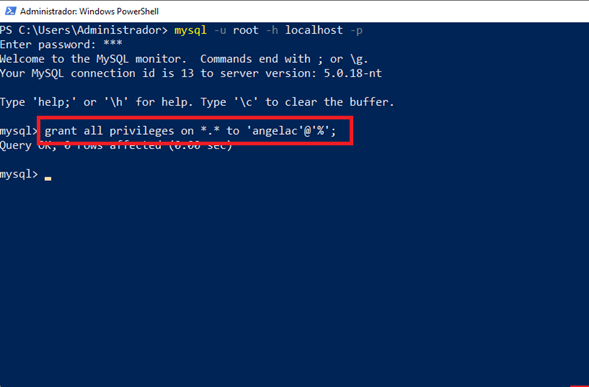 Administrador: Windows PowerShell
PS C:\Users\Administrador> mysql -u root -h localhost -p
Enter password: ***
Welcome to the MySQL monitor.  Commands end with ; or \g.
Your MySQL connection id is 13 to server version: 5.0.18-nt
Type 'help;' or '\h' for help. Type '\c' to clear the buffer.
mysql> grant all privileges on *.* to 'angelac'@'%';
Query OK, 0 rows affected (0.00 sec)
mysql>